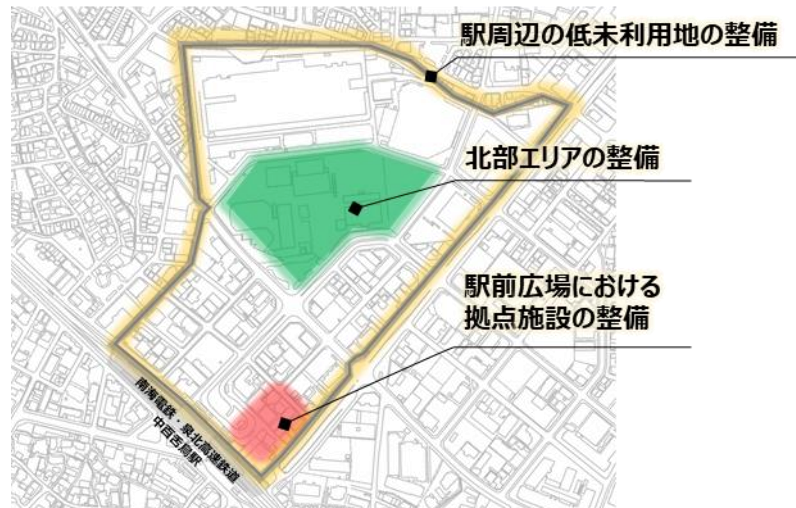 駅周辺の低未利用地の整備
北部エリアの整備
駅前広場における
拠点施設の整備
南海電鉄・泉北高速鉄道
中百舌鳥駅